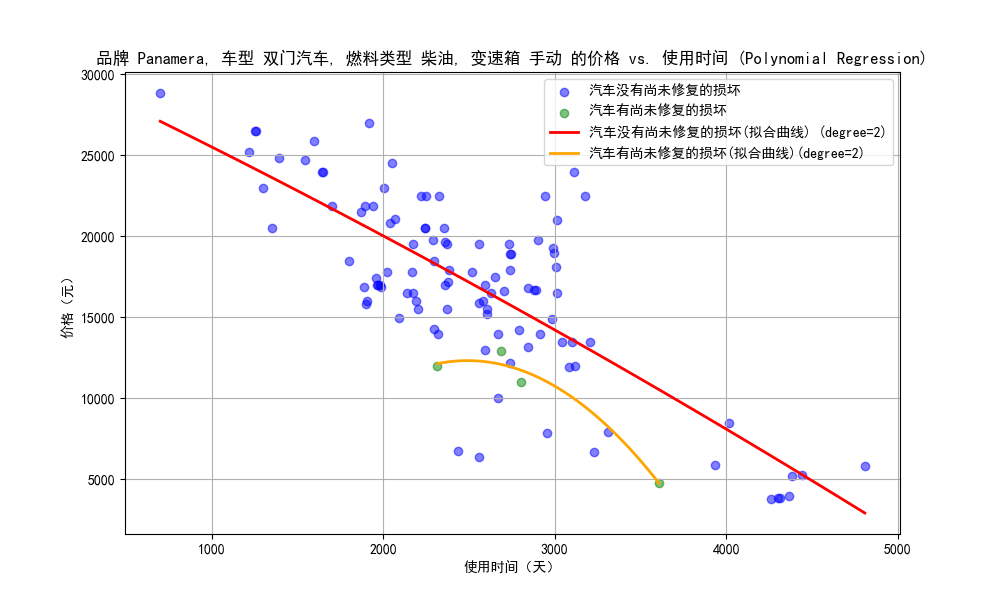 品牌 Panamera, 车型 双门汽车, 燃料类型 柴油, 变速箱 手动 的价格 vs. 使用时间 (Polynomial Regression)
汽车没有尚未修复的损坏
汽车有尚未修复的损坏
汽车没有尚未修复的损坏(拟合曲线) (degree=2)
汽车有尚未修复的损坏(拟合曲线)(degree=2)
价格（元）
30000
25000
20000
15000
10000
5000
1000
2000
3000
4000
5000
使用时间（天）